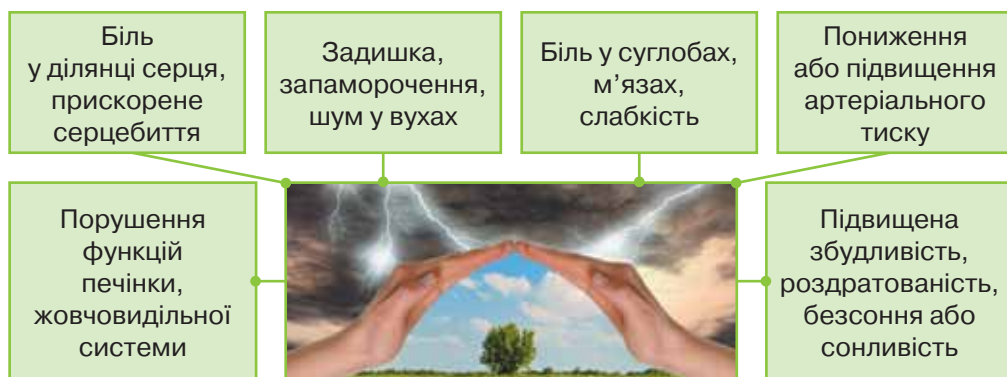 Біль
у ділянці серця,
прискорене
серцебиття
Задишка,
запаморочення,
шум у вухах
Біль у суглобах,
м’язах,
слабкість
Пониження
або підвищення
артеріального
тиску
Порушення
функцій
печінки,
жовчовидільної
системи
Підвищена
збудливість,
роздратованість,
безсоння або
сонливість